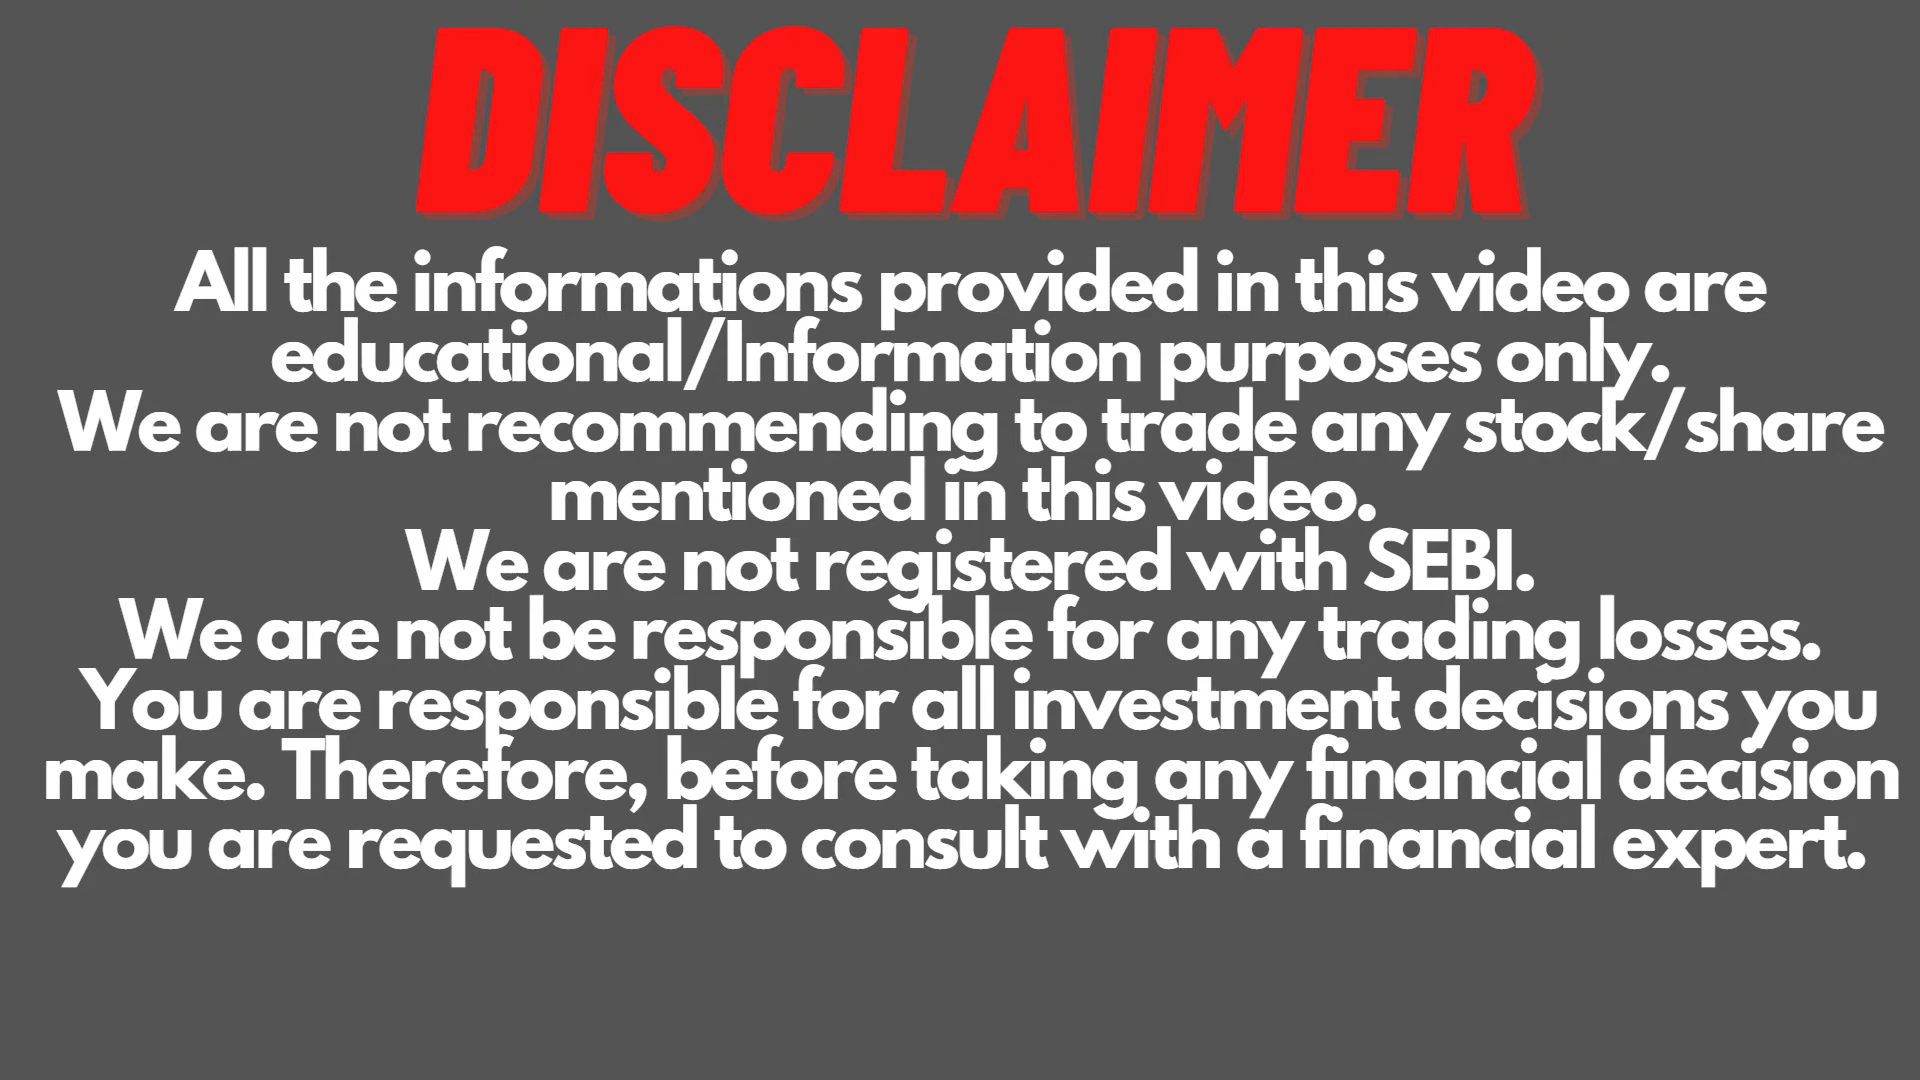 DISCLAIMER
All the informations provided in this video are
educational/Information purposes only.
We are not recommending to trade any stock/share
mentioned in this video.
We are not registered with SEBI.
We are not be responsible for any trading losses.
You are responsible for all investment decisions you
make. Therefore, before taking any financial decision
you are requested to consult with a financial expert.